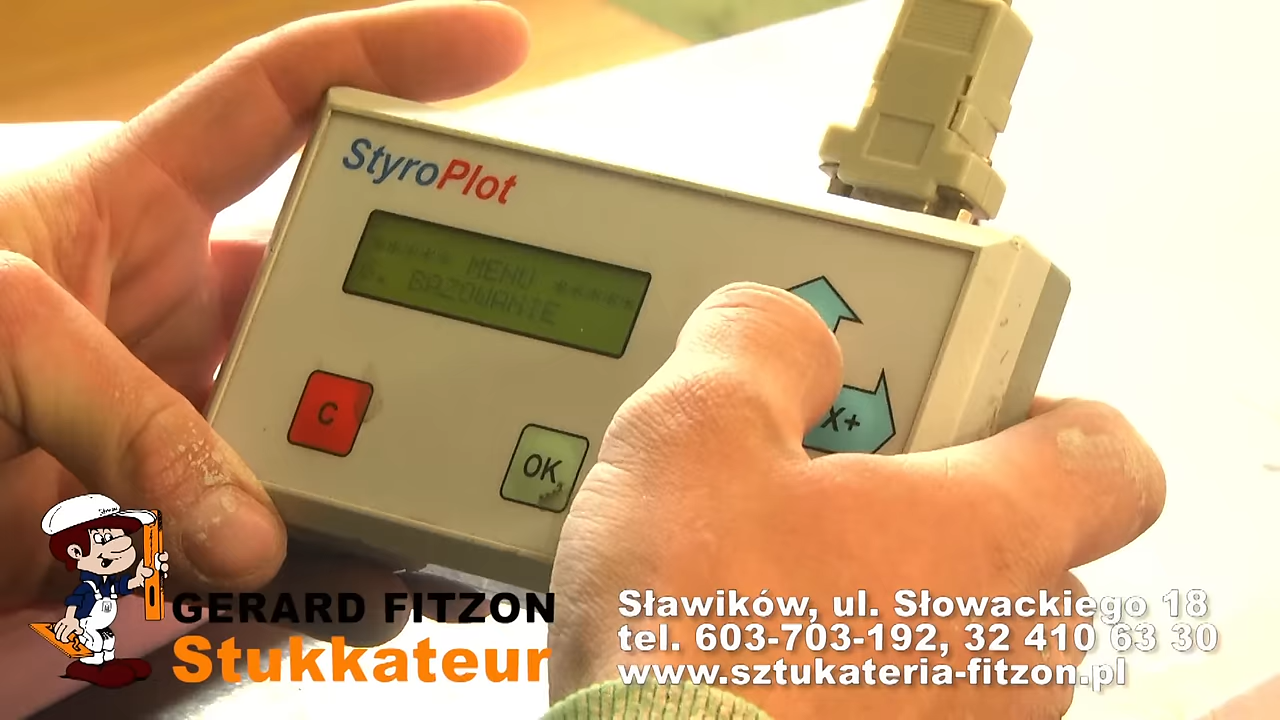 StyroPlot
***** MENU *****
BAZOWANIE
C
OK
X+
GERARD FITZON
Stukkateur
Sławików, ul. Słowackiego 18
tel. 603-703-192, 32 410 63 30
www.sztukateria-fitzon.pl